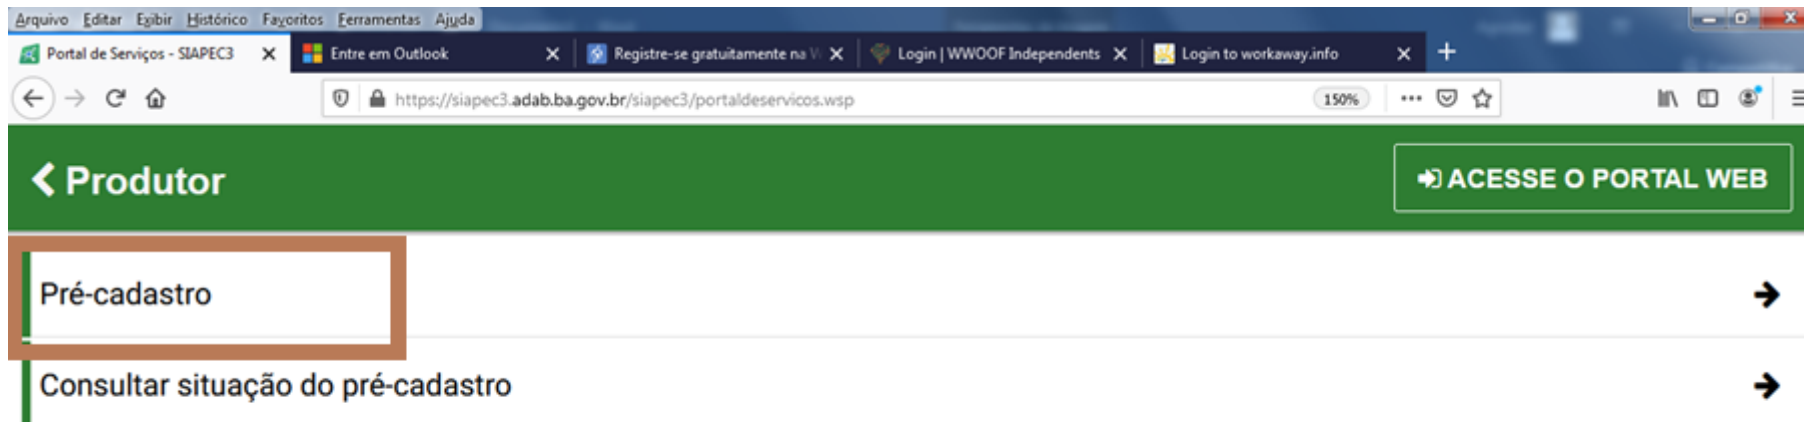 Arquivo Editar Exibir Histórico Favoritos Ferramentas Ajuda
Portal de Serviços - SIAPEC3 Entre em Outlook Registre-se gratuitamente na Login | WWOOF Independents Login to workaway.info
https://siapec3.adab.ba.gov.br/siapec3/portaldeservicos.wsp 150%
Produtor ACESSE O PORTAL WEB
Pré-cadastro
Consultar situação do pré-cadastro